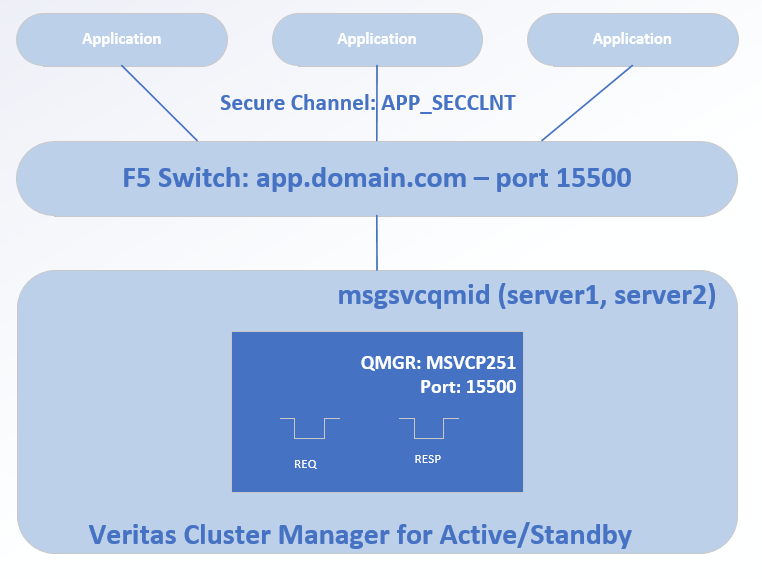 Application
Application
Application
Secure Channel: APP_SECCLNT
F5 Switch: app.domain.com – port 15500
msgsvcqmid (server1, server2)
QMGR: MSVCP251
Port: 15500
REQ
RESP
Veritas Cluster Manager for Active/Standby